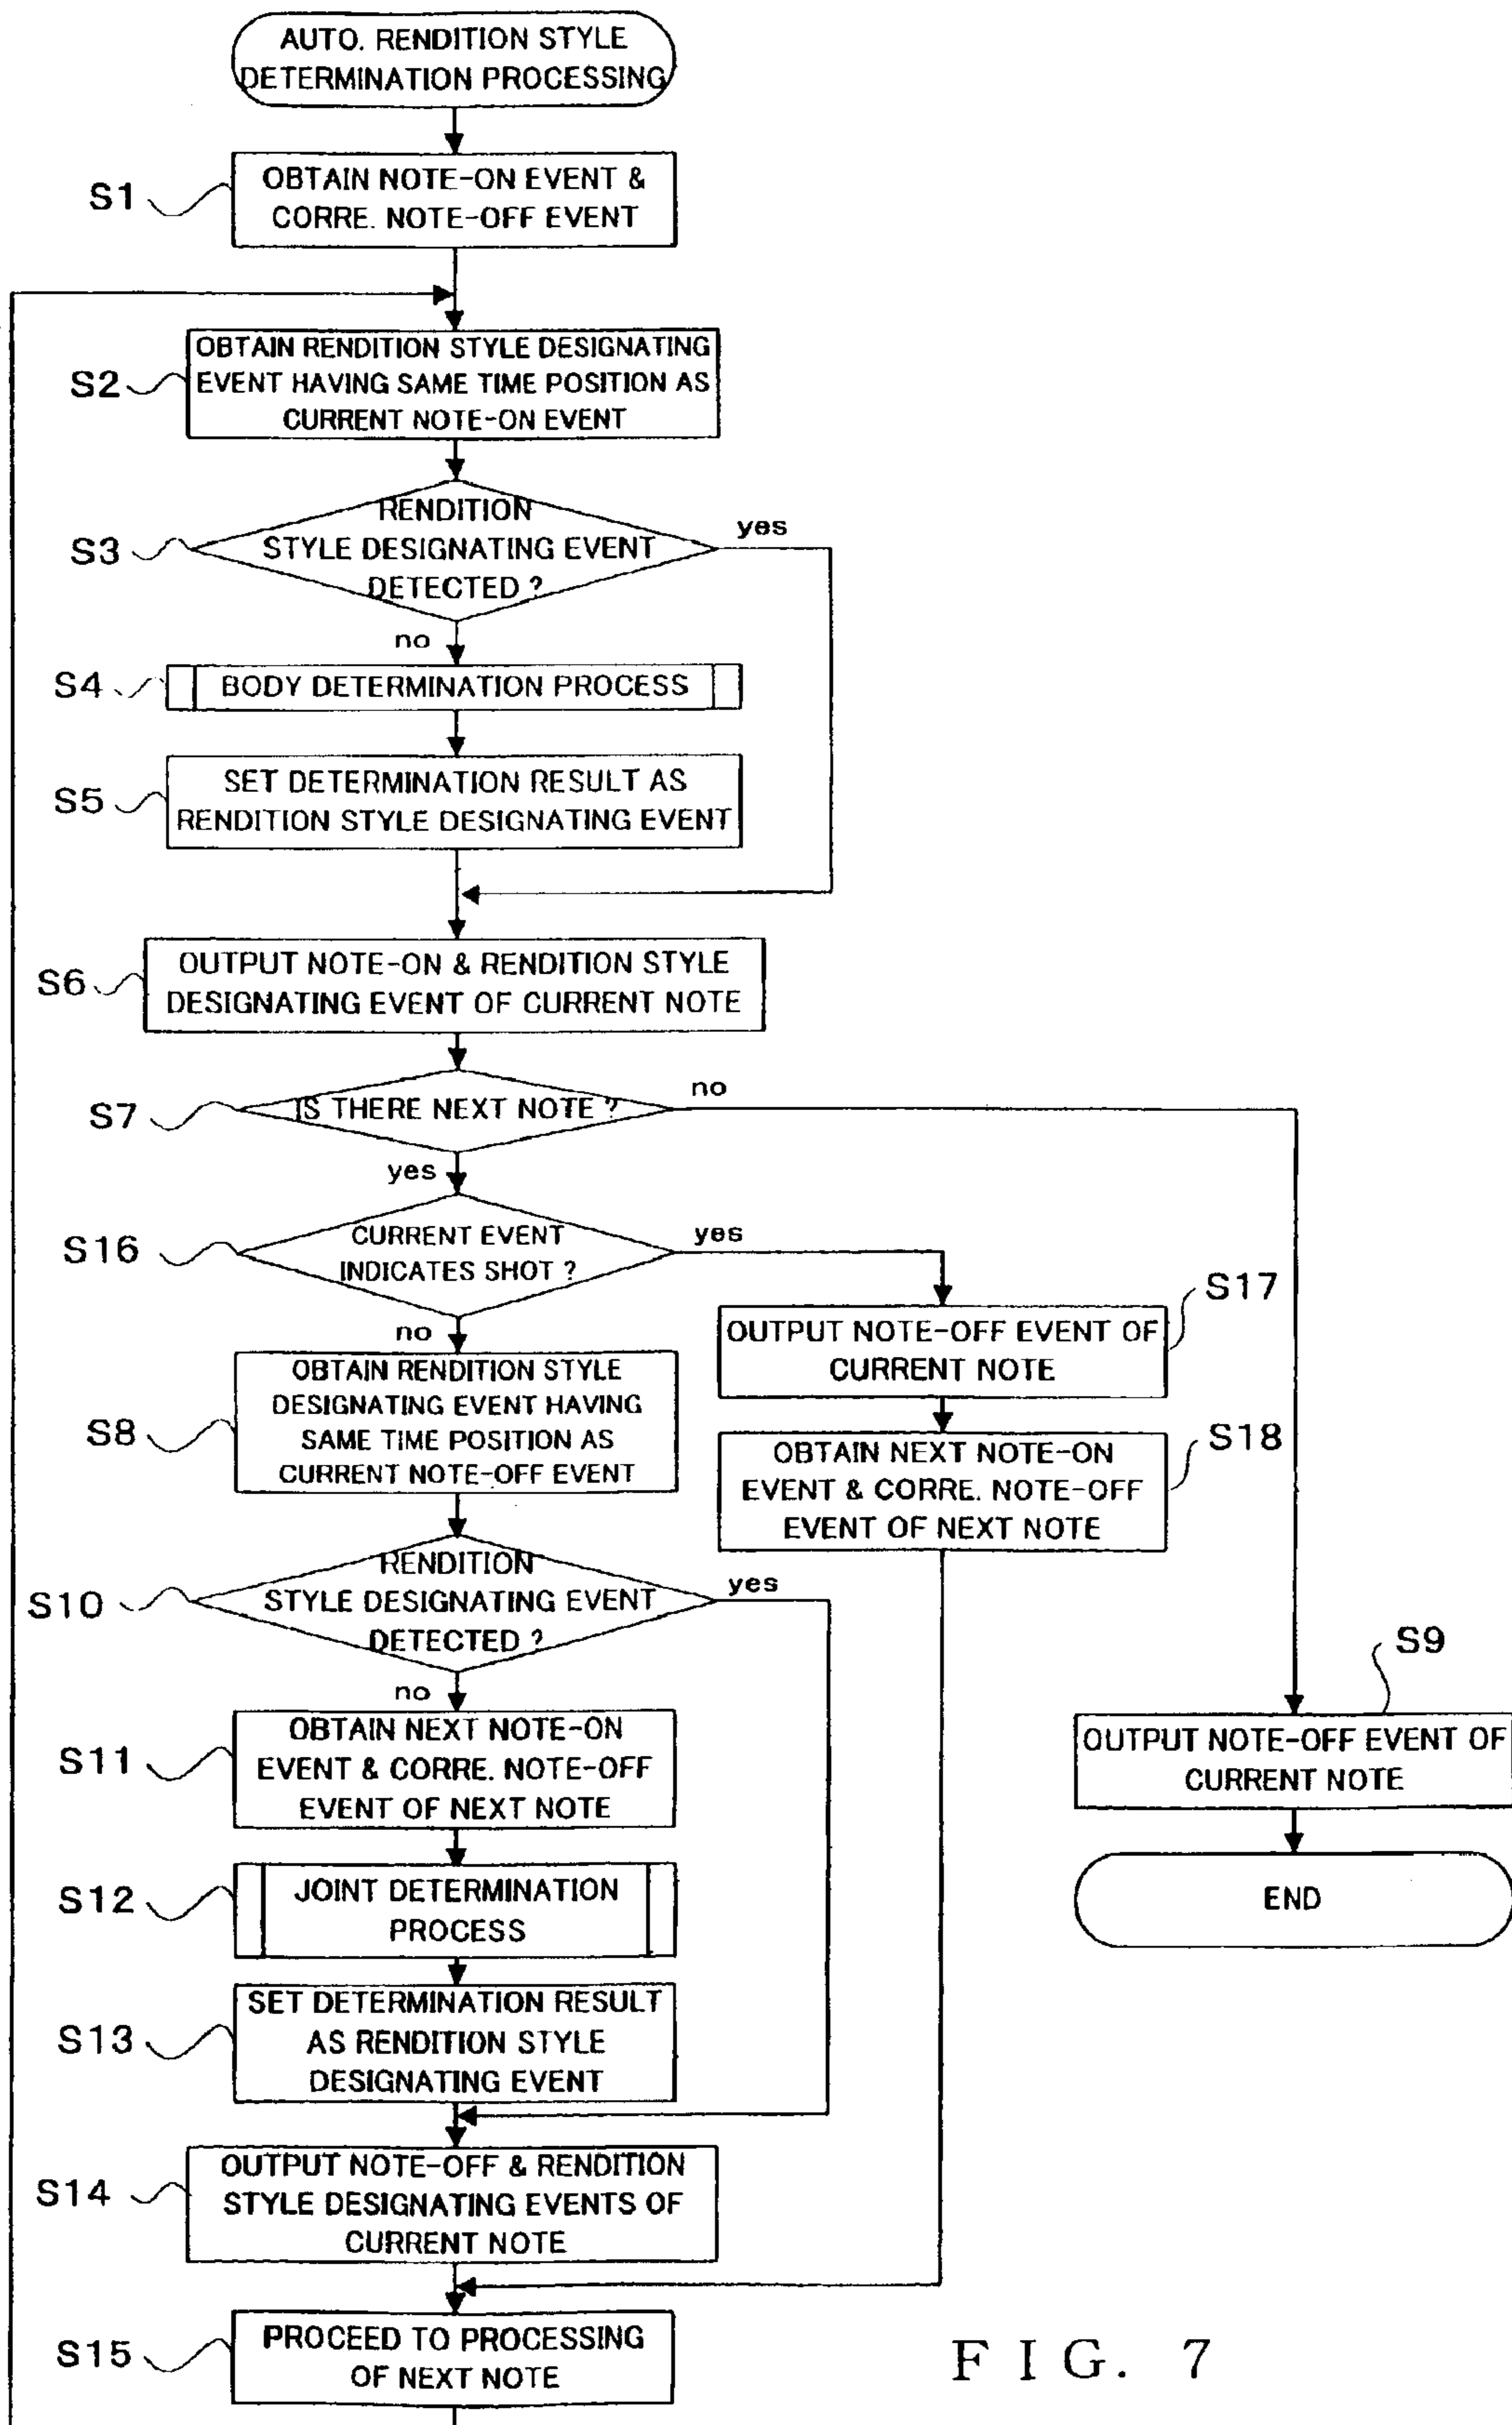 AUTO. RENDITION STYLE
DETERMINATION PROCESSING
S1
OBTAIN NOTE-ON EVENT &
CORRE. NOTE-OFF EVENT
S2
OBTAIN RENDITION STYLE DESIGNATING
EVENT HAVING SAME TIME POSITION AS
CURRENT NOTE-ON EVENT
S3
RENDITION
STYLE DESIGNATING EVENT
DETECTED ?
yes
no
S4
BODY DETERMINATION PROCESS
S5
SET DETERMINATION RESULT AS
RENDITION STYLE DESIGNATING EVENT
S6
OUTPUT NOTE-ON & RENDITION STYLE
DESIGNATING EVENT OF CURRENT NOTE
S7
IS THERE NEXT NOTE ?
no
yes
S16
CURRENT EVENT
INDICATES SHOT ?
yes
no
S17
OUTPUT NOTE-OFF EVENT OF
CURRENT NOTE
S8
OBTAIN RENDITION STYLE
DESIGNATING EVENT HAVING
SAME TIME POSITION AS
CURRENT NOTE-OFF EVENT
S18
OBTAIN NEXT NOTE-ON
EVENT & CORRE. NOTE-OFF
EVENT OF NEXT NOTE
S10
RENDITION
STYLE DESIGNATING EVENT
DETECTED ?
yes
no
S9
OUTPUT NOTE-OFF EVENT OF
CURRENT NOTE
END
S11
OBTAIN NEXT NOTE-ON
EVENT & CORRE. NOTE-OFF
EVENT OF NEXT NOTE
S12
JOINT DETERMINATION
PROCESS
S13
SET DETERMINATION RESULT
AS RENDITION STYLE
DESIGNATING EVENT
S14
OUTPUT NOTE-OFF & RENDITION
STYLE DESIGNATING EVENTS OF
CURRENT NOTE
S15
PROCEED TO PROCESSING
OF NEXT NOTE
FIG. 7